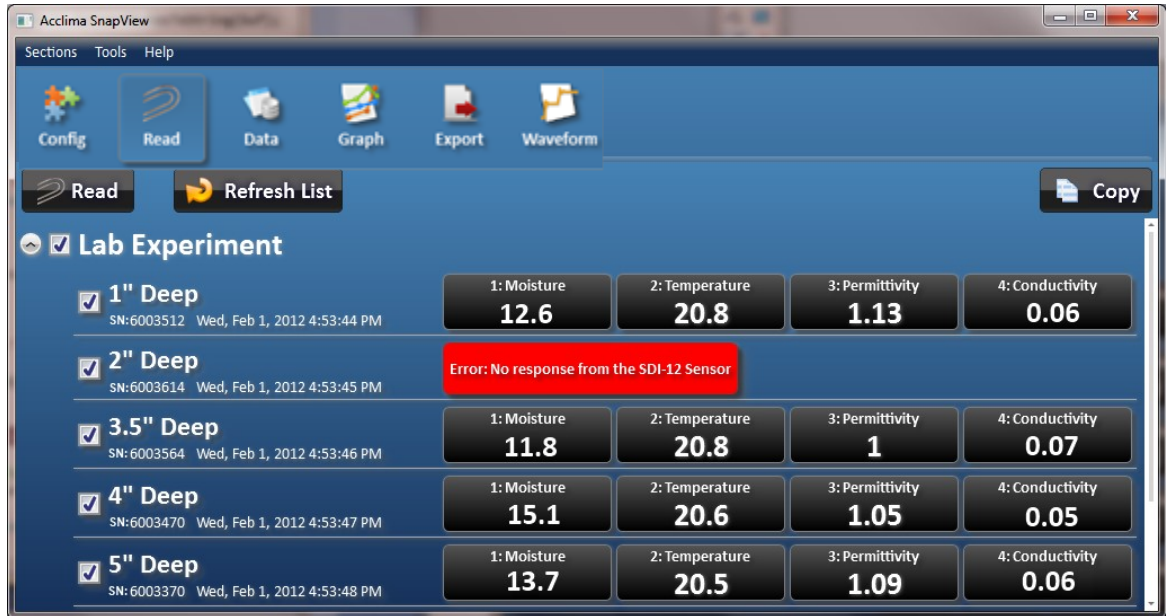 Acclima SnapView
Sections Tools Help
Config Read Data Graph Export Waveform
Read Refresh List Copy
Lab Experiment
1" Deep
SN:6003512 Wed, Feb 1, 2012 4:53:44 PM
1: Moisture 2: Temperature 3: Permittivity 4: Conductivity
12.6 20.8 1.13 0.06
2" Deep
SN:6003614 Wed, Feb 1, 2012 4:53:45 PM
Error: No response from the SDI-12 Sensor
3.5" Deep
SN:6003564 Wed, Feb 1, 2012 4:53:46 PM
1: Moisture 2: Temperature 3: Permittivity 4: Conductivity
11.8 20.8 1 0.07
4" Deep
SN:6003470 Wed, Feb 1, 2012 4:53:47 PM
1: Moisture 2: Temperature 3: Permittivity 4: Conductivity
15.1 20.6 1.05 0.05
5" Deep
SN:6003370 Wed, Feb 1, 2012 4:53:48 PM
1: Moisture 2: Temperature 3: Permittivity 4: Conductivity
13.7 20.5 1.09 0.06